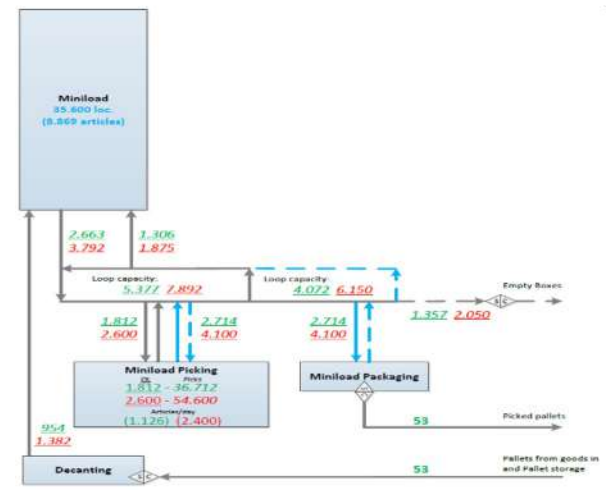 Miniload
35.600 loc.
(8.869 articles)
2.663 1.306
3.792 1.875
Loop capacity: Loop capacity:
5.377 7.892 4.072 6.150
Empty Boxes
1.357 2.050
1.812 2.714 2.714
2.600 4.100 4.100
Miniload Picking
OL Picks
1.812 - 36.712
2.600 - 54.600
Articles/day
(1.126) (2.400)
Miniload Packaging
Picked pallets
53
954
1.382
Decanting
53
Pallets from goods in
and Pallet storage